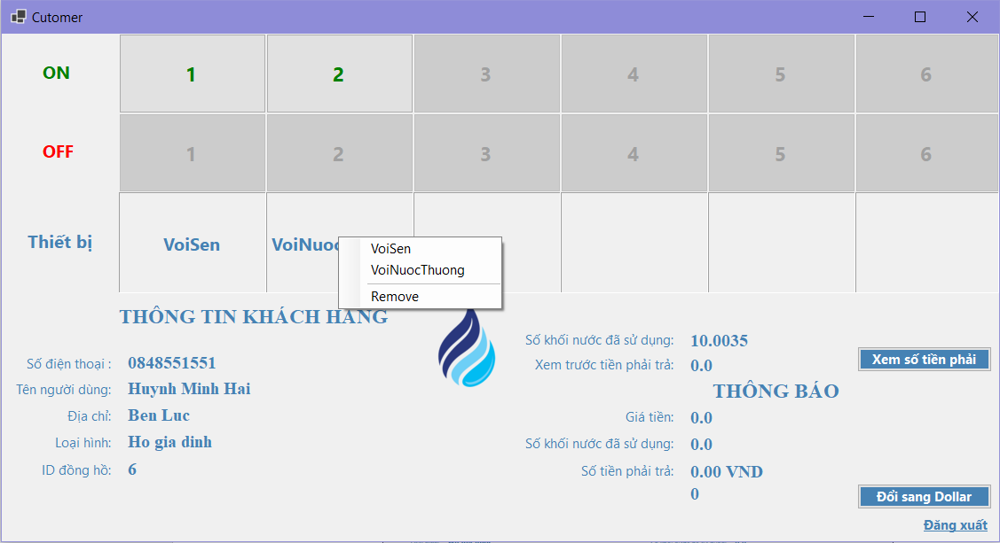 Cutomer
ON 1 2 3 4 5 6
OFF 1 2 3 4 5 6
Thiết bị VoiSen VoiNuoc
VoiSen
VoiNuocThuong
Remove
THÔNG TIN KHÁCH HÀNG
Số điện thoại : 0848551551
Tên người dùng: Huynh Minh Hai
Địa chỉ: Ben Luc
Loại hình: Ho gia dinh
ID đồng hồ: 6
Số khối nước đã sử dụng: 10.0035
Xem trước tiền phải trả: 0.0
Xem số tiền phải
THÔNG BÁO
Giá tiền: 0.0
Số khối nước đã sử dụng: 0.0
Số tiền phải trả: 0.00 VND
0
Đổi sang Dollar
Đăng xuất